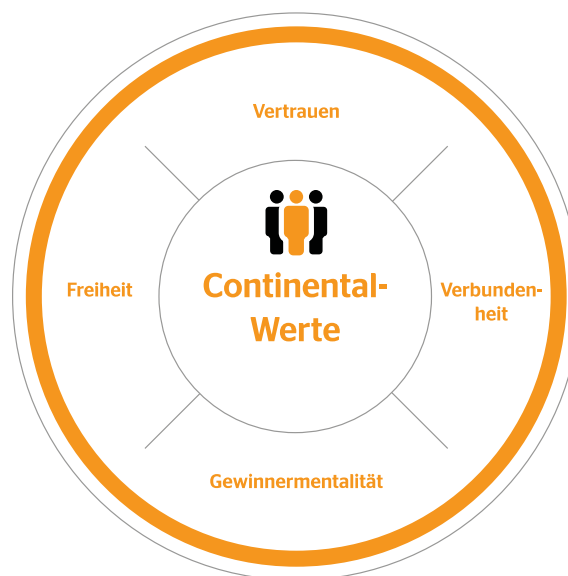 Vertrauen
Freiheit
Continental-
Werte
Verbunden-
heit
Gewinnermentalität